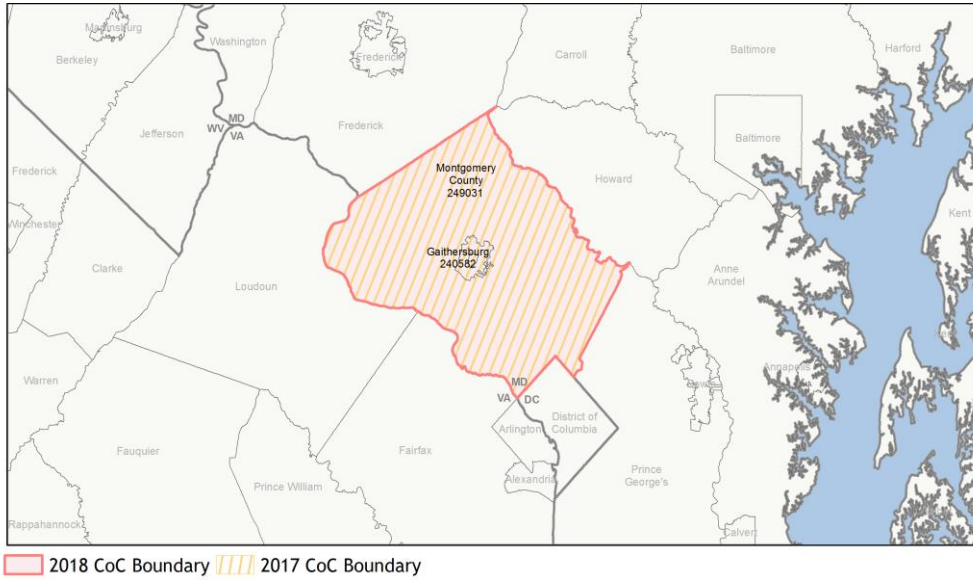 Martinsburg
Berkeley
Washington
Frederick
Carroll
Baltimore
Harford
Jefferson
MD
WV
VA
Frederick
Baltimore
Frederick
Montgomery
County
249031
Howard
Kent
Winchester
Clarke
Loudoun
Gaithersburg
240582
Anne
Arundel
Warren
MD
VA
DC
Annapolis
Arlington
District of
Columbia
Fauquier
Fairfax
Alexandria
Prince William
Prince
George's
Rappahannock
Calvert
2018 CoC Boundary
2017 CoC Boundary